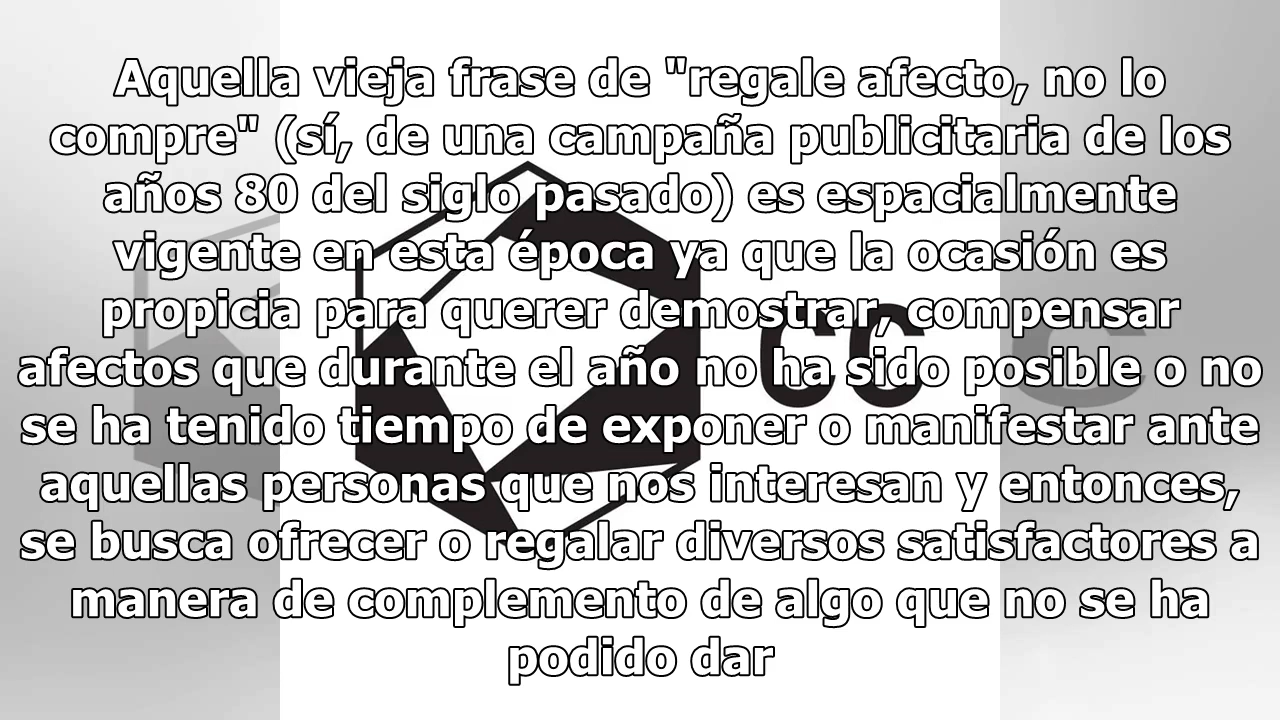 Aquella vieja frase de "regale afecto, no lo
compre" (sí, de una campaña publicitaria de los
años 80 del siglo pasado) es espacialmente
vigente en esta época ya que la ocasión es
propicia para querer demostrar, compensar
afectos que durante el año no ha sido posible o no
se ha tenido tiempo de exponer o manifestar ante
aquellas personas que nos interesan y entonces,
se busca ofrecer o regalar diversos satisfactores a
manera de complemento de algo que no se ha
podido dar
cc